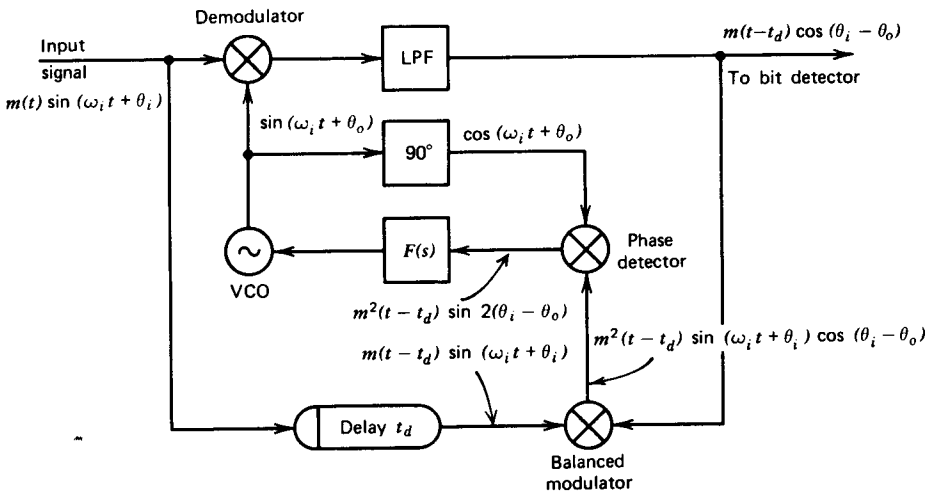 Demodulator
Input
signal
m(t) sin (ω_i t + θ_i)
LPF
m(t−t_d) cos (θ_i − θ_o)
To bit detector
sin (ω_i t + θ_o)
90°
cos (ω_i t + θ_o)
VCO
F(s)
Phase
detector
m²(t − t_d) sin 2(θ_i − θ_o)
m(t − t_d) sin (ω_i t + θ_i)
m²(t − t_d) sin (ω_i t + θ_i) cos (θ_i − θ_o)
Delay t_d
Balanced
modulator